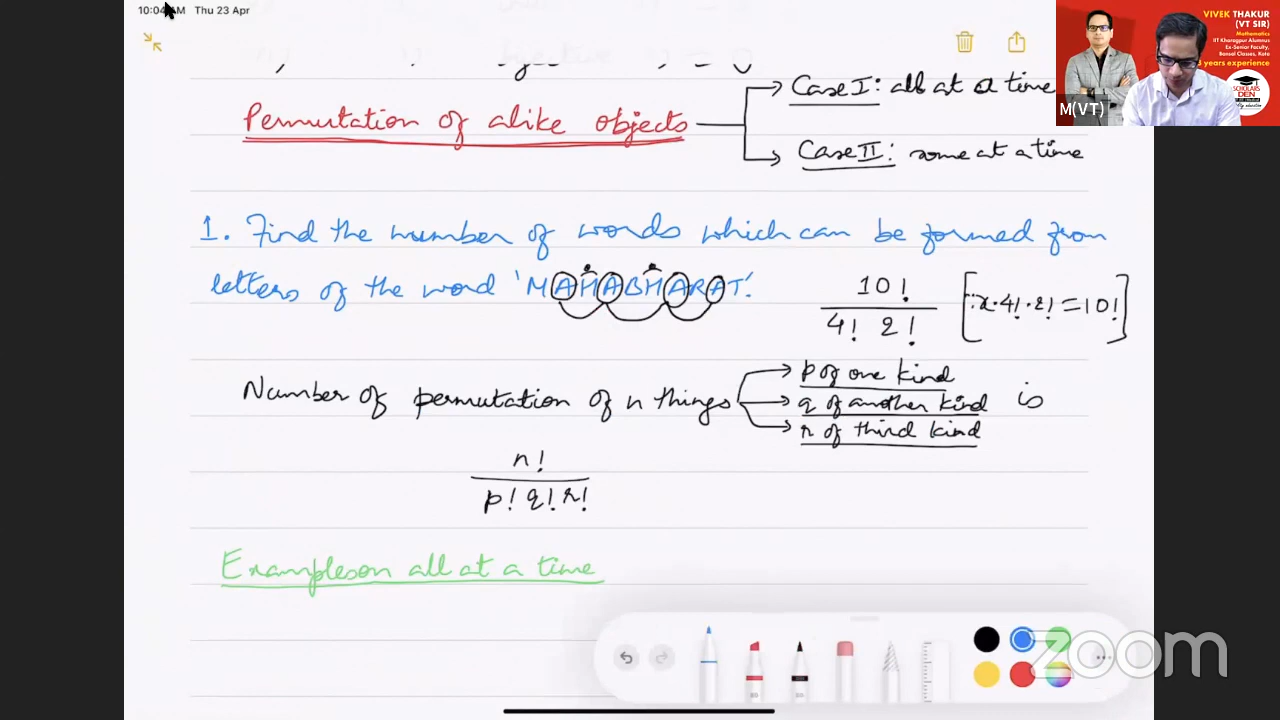 10:04 AM Thu 23 Apr
VIVEK THAKUR
(VT SIR)
Mathematics
IIT Kharagpur Alumnus
Ex-Senior Faculty,
Bansal Classes, Kota
years experience
SCHOLARS
DEN
M(VT)
Permutation of alike objects
Case I: all at a time
Case II: some at a time
1. Find the number of words which can be formed from
letters of the word 'MAHABHARAT'.
10!
4! 2!
[∵ x·4!·2! = 10!]
Number of permutation of n things
p of one kind
q of another kind is
r of third kind
n!
p! q! r!
Examples on all at a time
zoom